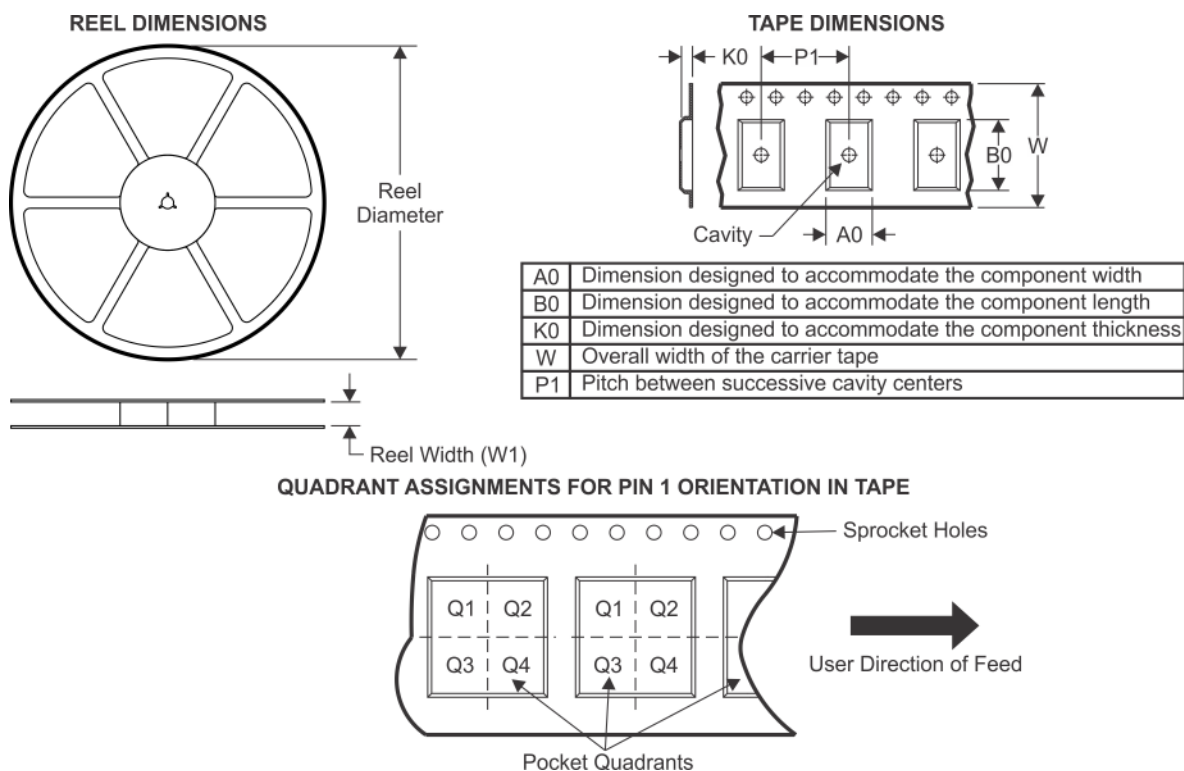 REEL DIMENSIONS
Reel
Diameter
Reel Width (W1)
TAPE DIMENSIONS
K0
P1
B0
W
Cavity
A0
A0 Dimension designed to accommodate the component width
B0 Dimension designed to accommodate the component length
K0 Dimension designed to accommodate the component thickness
W Overall width of the carrier tape
P1 Pitch between successive cavity centers
QUADRANT ASSIGNMENTS FOR PIN 1 ORIENTATION IN TAPE
Sprocket Holes
Q1 Q2 Q1 Q2
Q3 Q4 Q3 Q4
User Direction of Feed
Pocket Quadrants